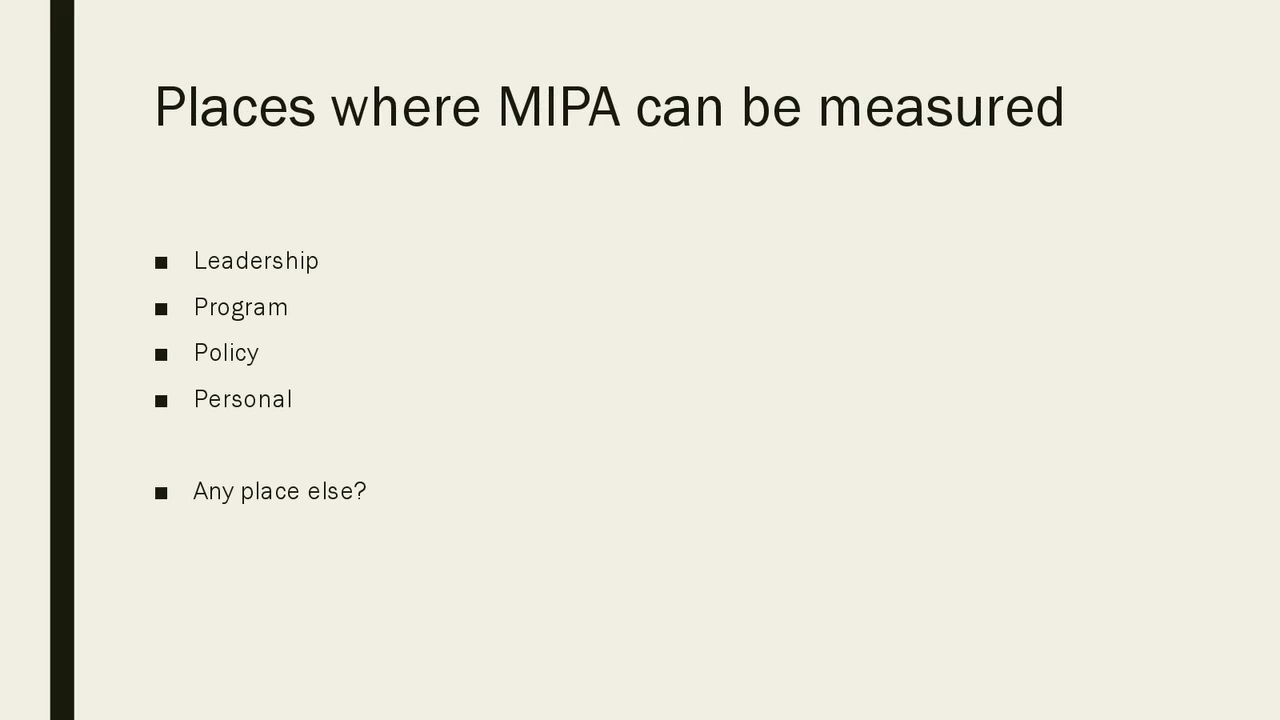 Places where MIPA can be measured
■ Leadership
■ Program
■ Policy
■ Personal
■ Any place else?